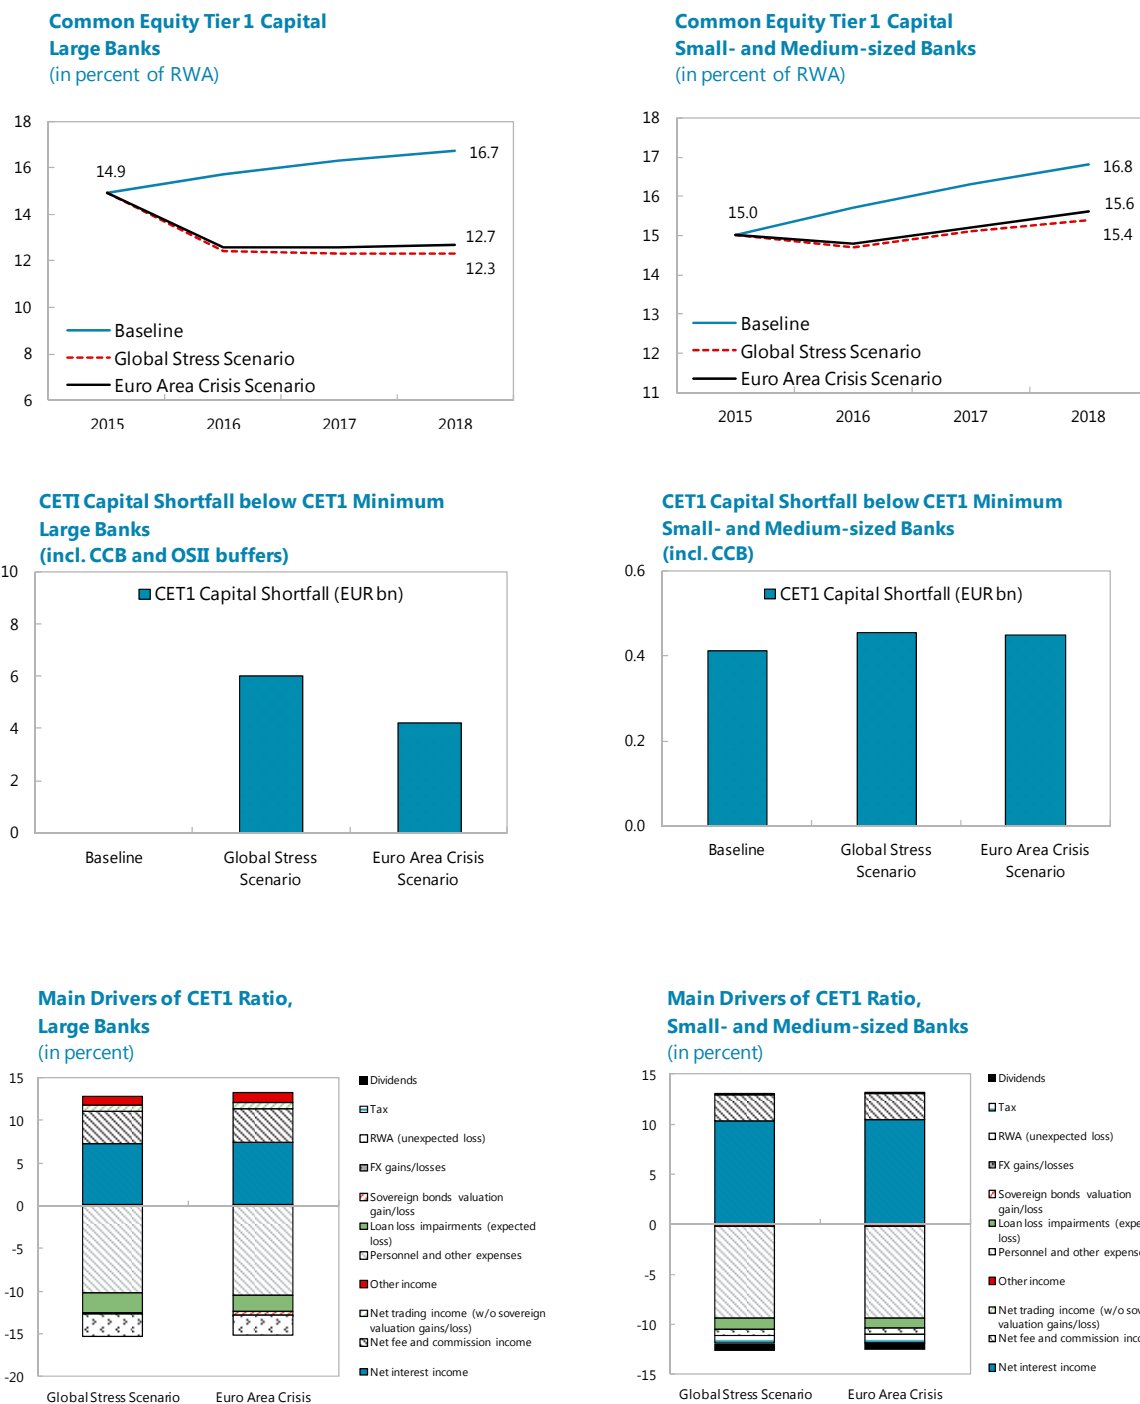 Common Equity Tier 1 Capital
Large Banks
(in percent of RWA)
18
16
14
12
10
8
6
14.9
16.7
12.7
12.3
Baseline
Global Stress Scenario
Euro Area Crisis Scenario
2015 2016 2017 2018
Common Equity Tier 1 Capital
Small- and Medium-sized Banks
(in percent of RWA)
18
17
16
15
14
13
12
11
15.0
16.8
15.6
15.4
Baseline
Global Stress Scenario
Euro Area Crisis Scenario
2015 2016 2017 2018
CETI Capital Shortfall below CET1 Minimum
Large Banks
(incl. CCB and OSII buffers)
10
8
6
4
2
0
CET1 Capital Shortfall (EUR bn)
Baseline Global Stress Euro Area Crisis
Scenario Scenario
CET1 Capital Shortfall below CET1 Minimum
Small- and Medium-sized Banks
(incl. CCB)
0.6
0.4
0.2
0.0
CET1 Capital Shortfall (EUR bn)
Baseline Global Stress Euro Area Crisis
Scenario Scenario
Main Drivers of CET1 Ratio,
Large Banks
(in percent)
15
10
5
0
-5
-10
-15
-20
Global Stress Scenario Euro Area Crisis
Dividends
Tax
RWA (unexpected loss)
FX gains/losses
Sovereign bonds valuation
gain/loss
Loan loss impairments (expected
loss)
Personnel and other expenses
Other income
Net trading income (w/o sovereign
valuation gains/loss)
Net fee and commission income
Net interest income
Main Drivers of CET1 Ratio,
Small- and Medium-sized Banks
(in percent)
15
10
5
0
-5
-10
-15
Global Stress Scenario Euro Area Crisis
Dividends
Tax
RWA (unexpected loss)
FX gains/losses
Sovereign bonds valuation
gain/loss
Loan loss impairments (expe
loss)
Personnel and other expense
Other income
Net trading income (w/o sov
valuation gains/loss)
Net fee and commission inco
Net interest income